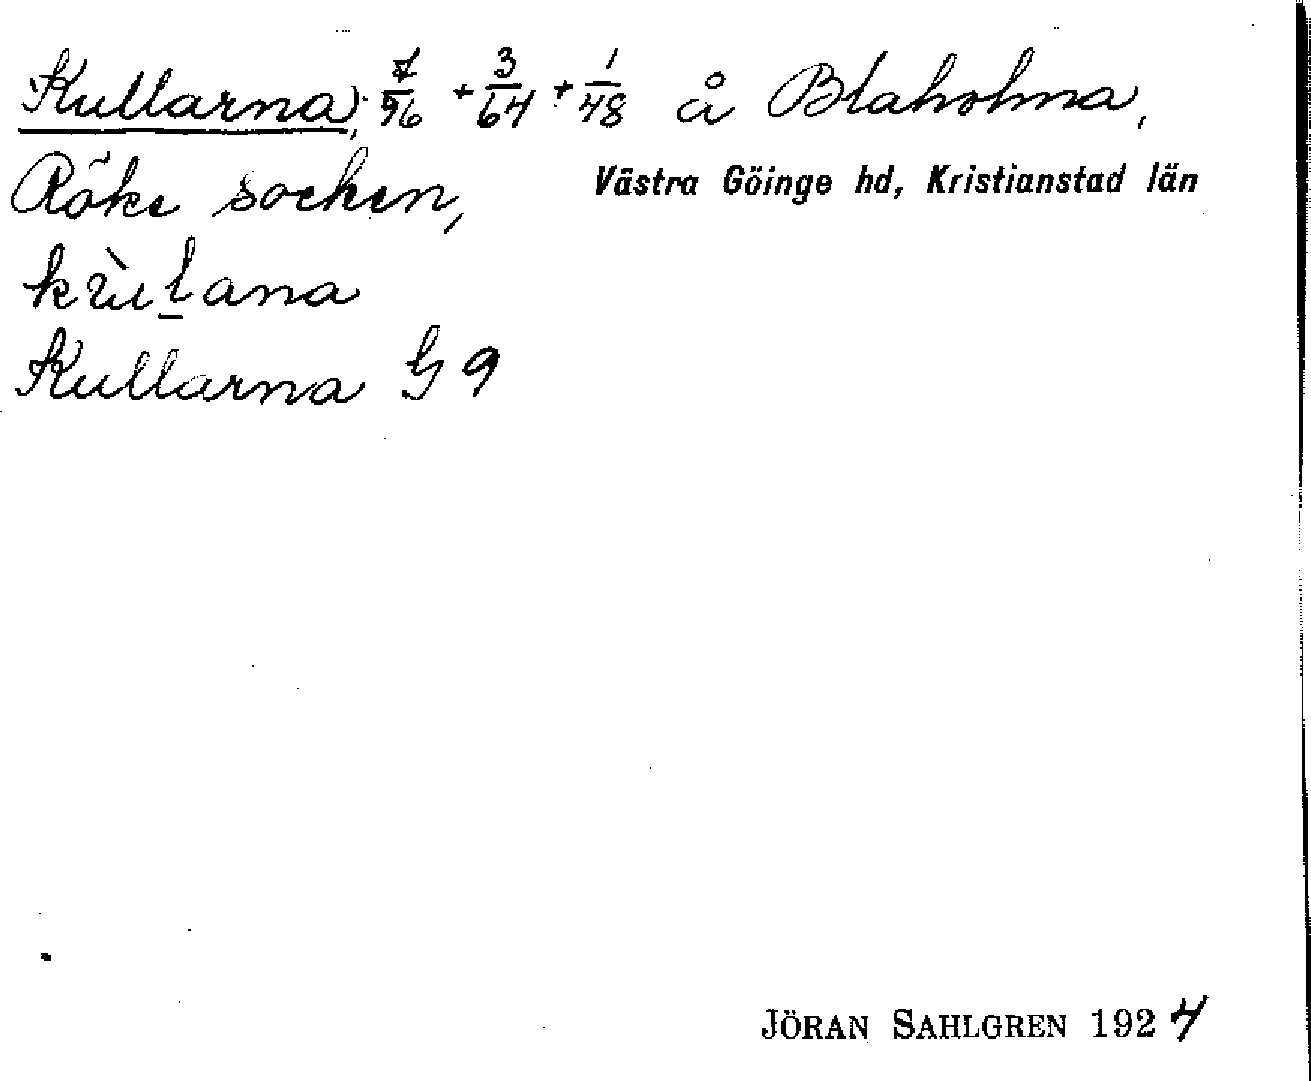 Kullarna, 7/96 + 3/64 + 1/48 å Blaholma,
Röke socken, Västra Göinge hd, Kristianstad län
Kullarna G 9
JÖRAN SAHLGREN 1924